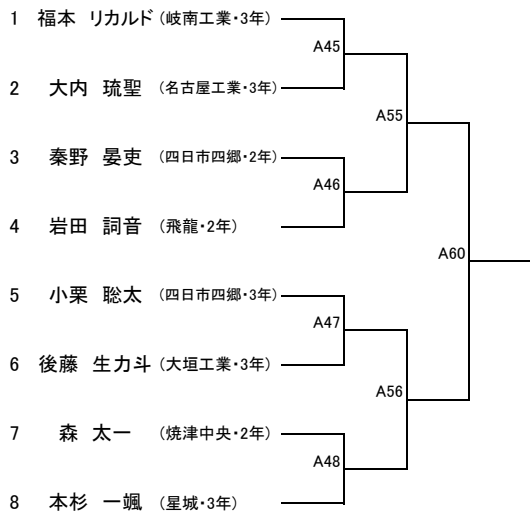 1 福本 リカルド (岐南工業・3年)
A45
2 大内 琉聖 (名古屋工業・3年)
A55
3 秦野 晏吏 (四日市四郷・2年)
A46
4 岩田 詞音 (飛龍・2年)
A60
5 小栗 聡太 (四日市四郷・3年)
A47
6 後藤 生力斗 (大垣工業・3年)
A56
7 森 太一 (焼津中央・2年)
A48
8 本杉 一颯 (星城・3年)